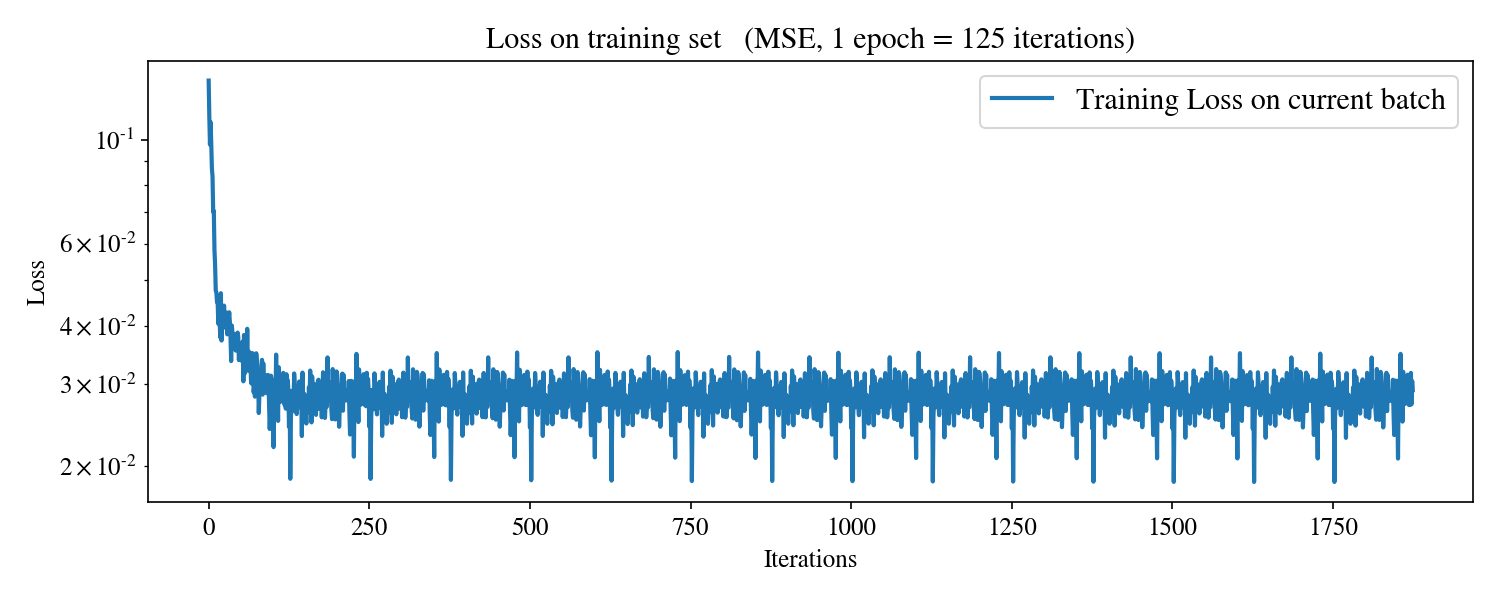 Loss on training set   (MSE, 1 epoch = 125 iterations)
Training Loss on current batch
10⁻¹
6 × 10⁻²
4 × 10⁻²
3 × 10⁻²
2 × 10⁻²
Loss
0 250 500 750 1000 1250 1500 1750
Iterations